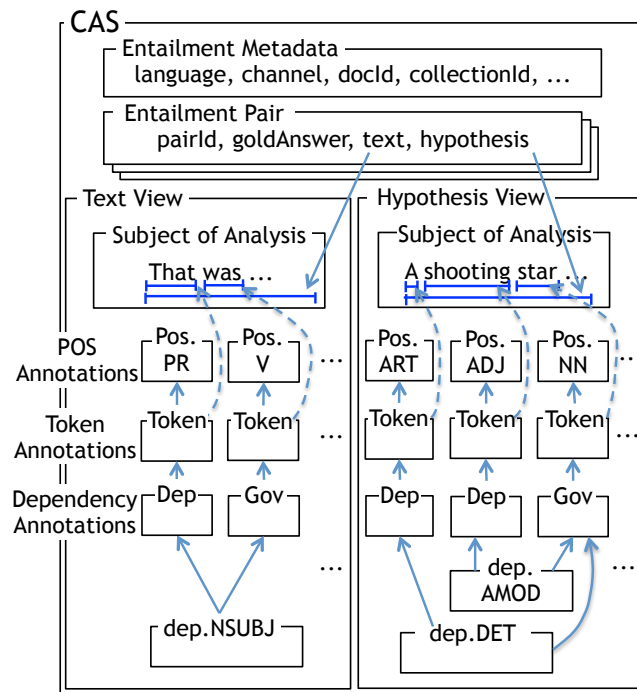 CAS
Entailment Metadata
language, channel, docId, collectionId, ...
Entailment Pair
pairId, goldAnswer, text, hypothesis
Text View
Hypothesis View
Subject of Analysis
Subject of Analysis
That was ...
A shooting star ...
POS
Annotations
Pos.
PR
Pos.
V
...
Pos.
ART
Pos.
ADJ
Pos.
NN
...
Token
Annotations
Token
Token
...
Token
Token
Token
...
Dependency
Annotations
Dep
Gov
Dep
Dep
Gov
...
...
dep.
AMOD
dep.NSUBJ
dep.DET